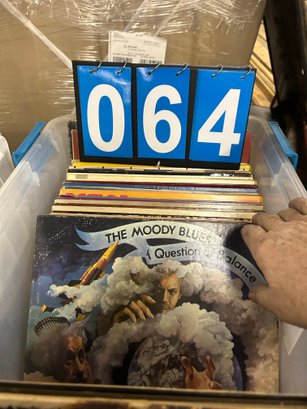 064
THE MOODY BLUES
A Question of Balance